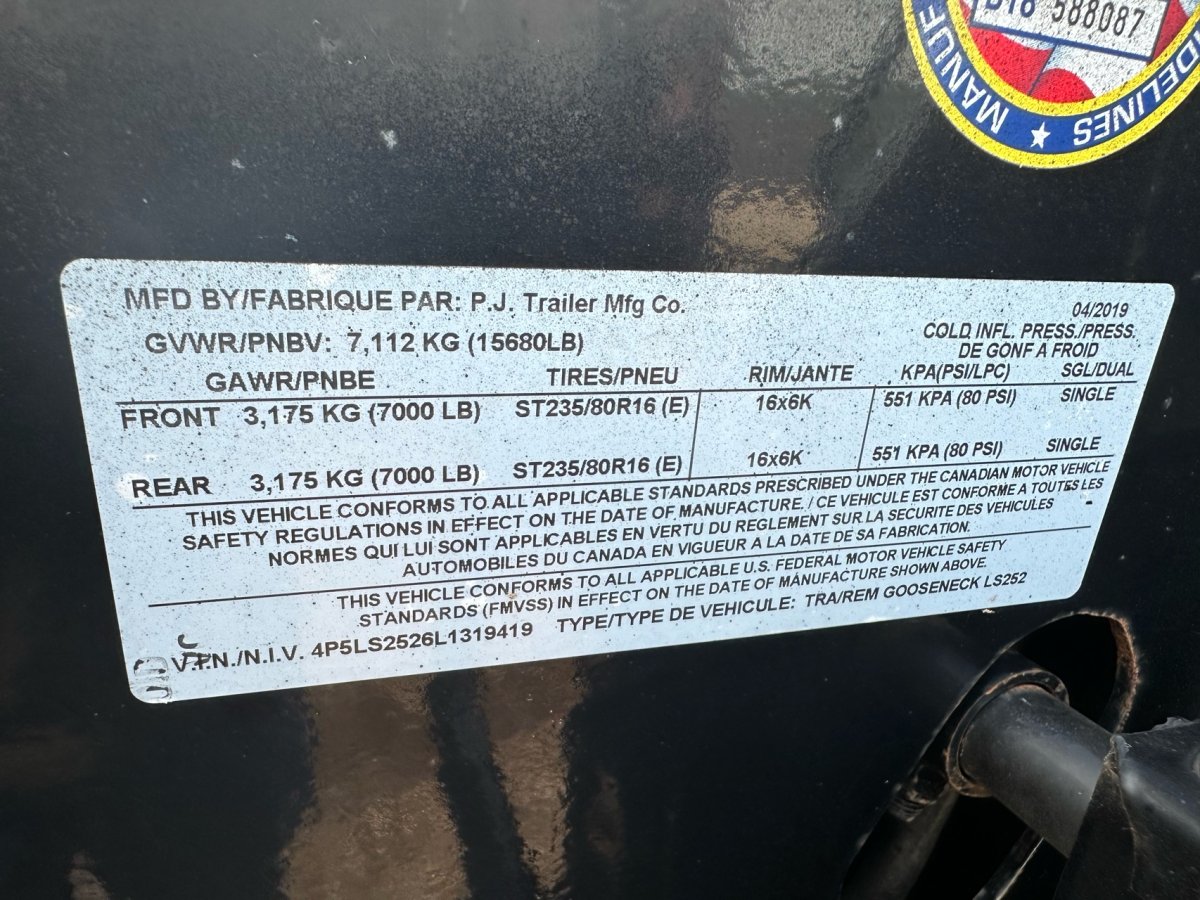 588087
MANUF
DELINES
MFD BY/FABRIQUE PAR: P.J. Trailer Mfg Co.
04/2019
GVWR/PNBV: 7,112 KG (15680LB)
COLD INFL. PRESS./PRESS.
DE GONF A FROID
GAWR/PNBE TIRES/PNEU RIM/JANTE KPA(PSI/LPC) SGL/DUAL
FRONT 3,175 KG (7000 LB) ST235/80R16 (E) 16x6K 551 KPA (80 PSI) SINGLE
REAR 3,175 KG (7000 LB) ST235/80R16 (E) 16x6K 551 KPA (80 PSI) SINGLE
THIS VEHICLE CONFORMS TO ALL APPLICABLE STANDARDS PRESCRIBED UNDER THE CANADIAN MOTOR VEHICLE
SAFETY REGULATIONS IN EFFECT ON THE DATE OF MANUFACTURE. / CE VEHICULE EST CONFORME A TOUTES LES
NORMES QUI LUI SONT APPLICABLES EN VERTU DU REGLEMENT SUR LA SECURITE DES VEHICULES
AUTOMOBILES DU CANADA EN VIGUEUR A LA DATE DE SA FABRICATION.
THIS VEHICLE CONFORMS TO ALL APPLICABLE U.S. FEDERAL MOTOR VEHICLE SAFETY
STANDARDS (FMVSS) IN EFFECT ON THE DATE OF MANUFACTURE SHOWN ABOVE.
V.I.N./N.I.V. 4P5LS2526L1319419 TYPE/TYPE DE VEHICULE: TRA/REM GOOSENECK LS252